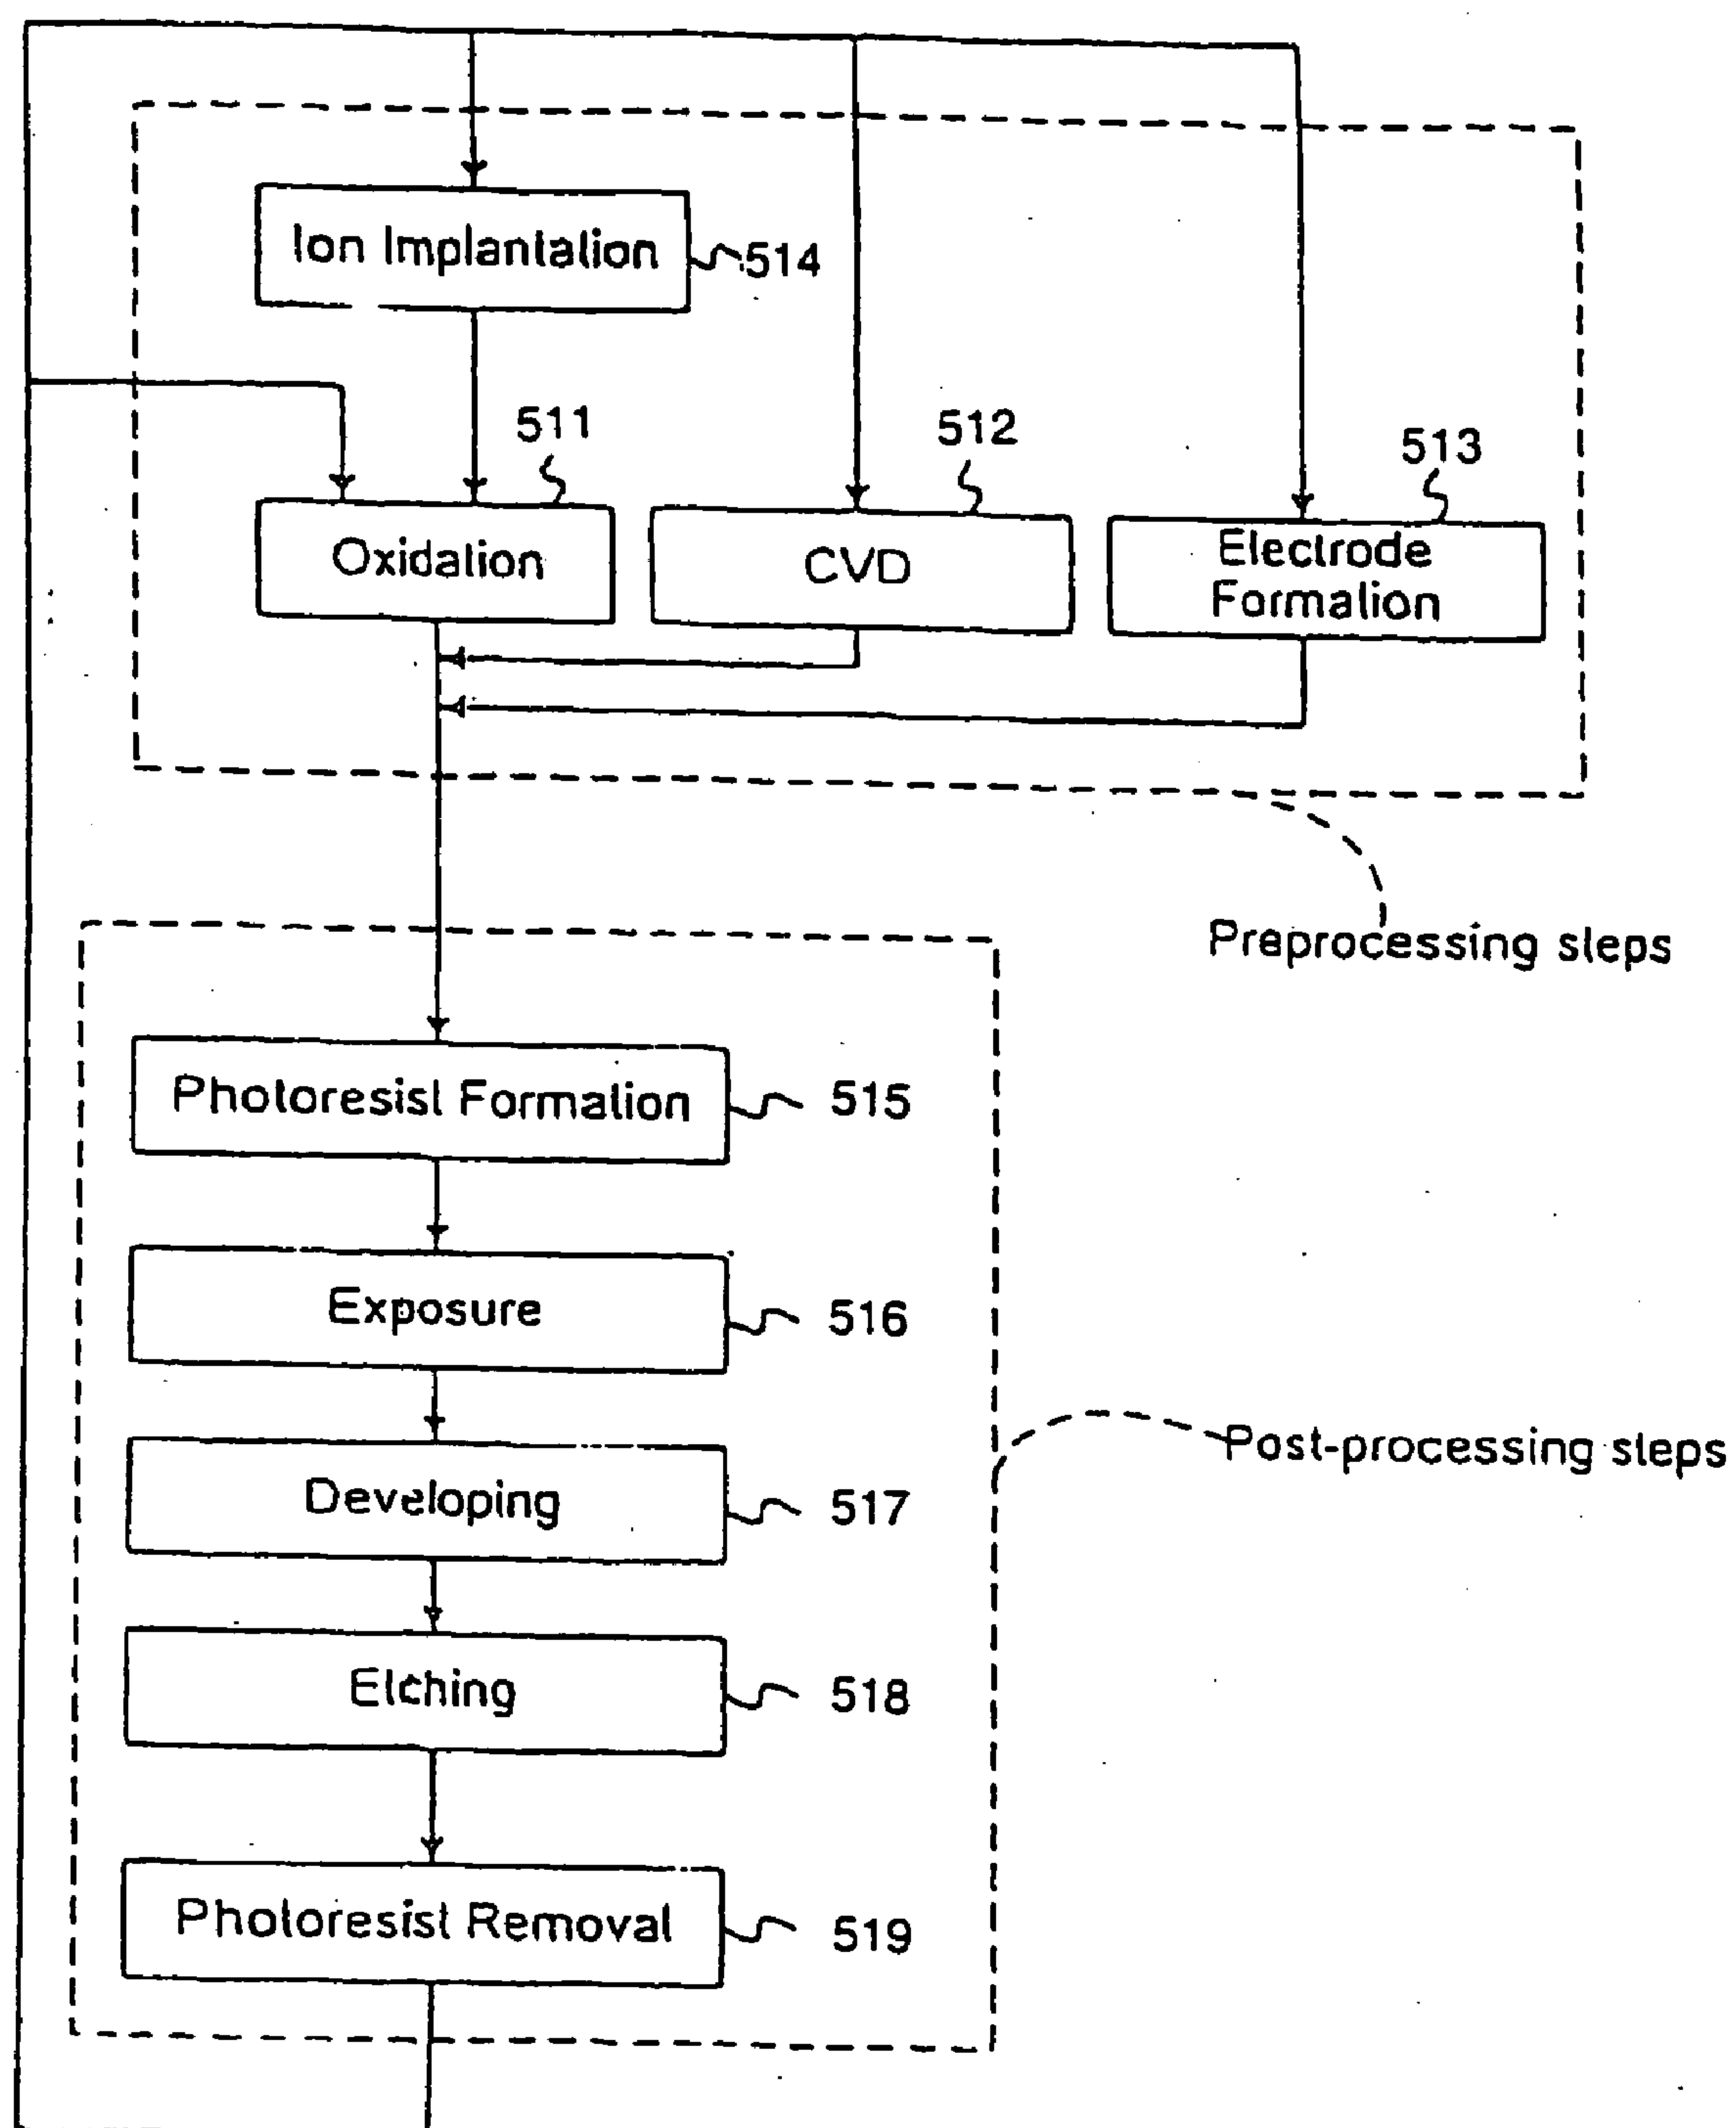 Ion Implantation
514
511
512
513
Oxidation
CVD
Electrode
Formation
Preprocessing steps
Photoresist Formation
515
Exposure
516
Developing
517
Post-processing steps
Etching
518
Photoresist Removal
519